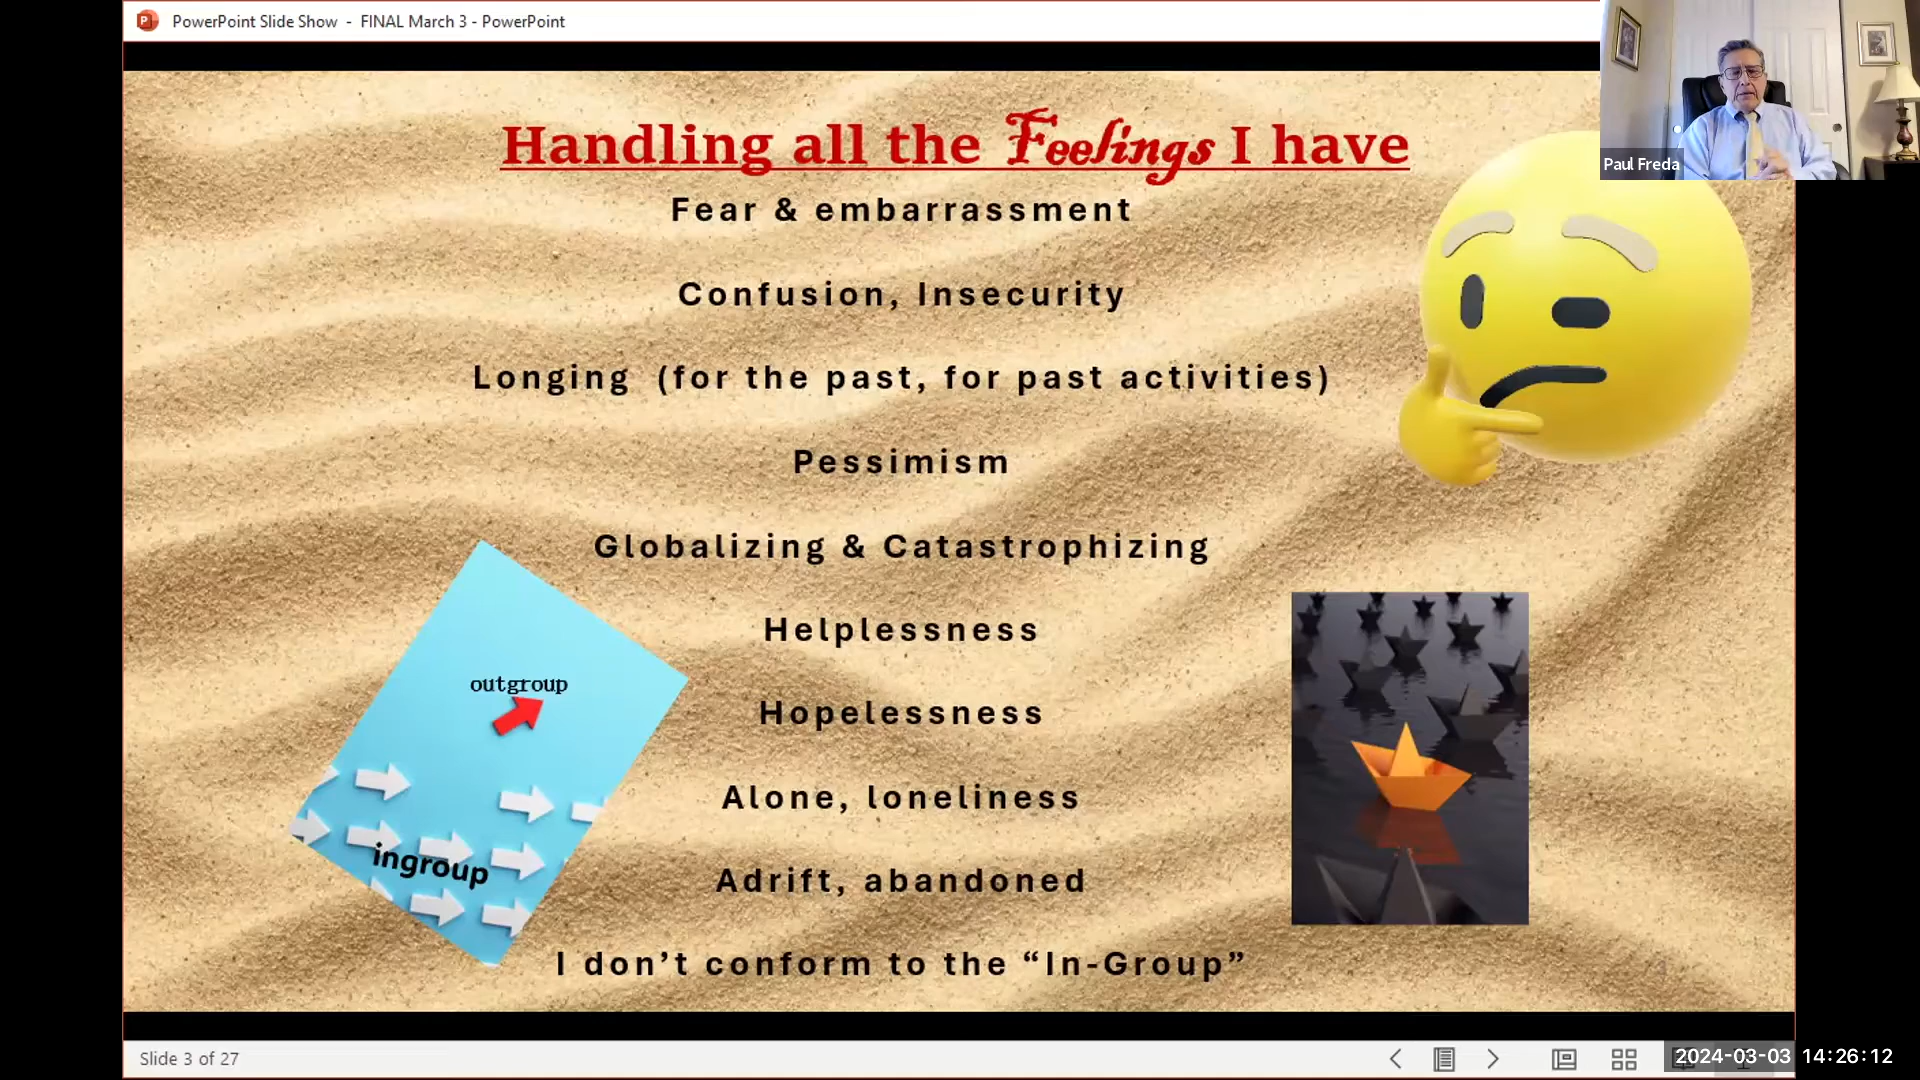 PowerPoint Slide Show - FINAL March 3 - PowerPoint
Paul Freda
Handling all the Feelings I have
Fear & embarrassment
Confusion, Insecurity
Longing (for the past, for past activities)
Pessimism
Globalizing & Catastrophizing
Helplessness
outgroup
Hopelessness
Alone, loneliness
ingroup
Adrift, abandoned
I don’t conform to the “In-Group”
Slide 3 of 27
2024-03-03 14:26:12